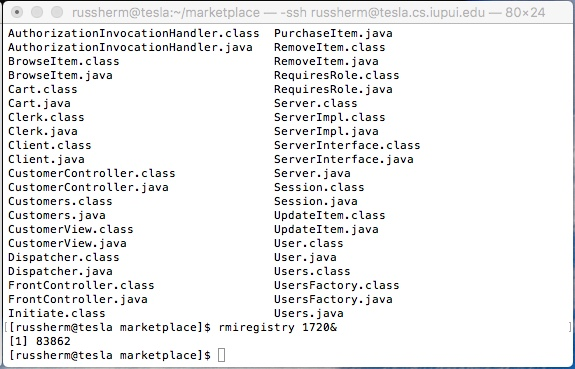 russherm@tesla:~/marketplace — -ssh russherm@tesla.cs.iupui.edu — 80×24
AuthorizationInvocationHandler.class  PurchaseItem.java
AuthorizationInvocationHandler.java   RemoveItem.class
BrowseItem.class                      RemoveItem.java
BrowseItem.java                       RequiresRole.class
Cart.class                            RequiresRole.java
Cart.java                             Server.class
Clerk.class                           ServerImpl.class
Clerk.java                            ServerImpl.java
Client.class                          ServerInterface.class
Client.java                           ServerInterface.java
CustomerController.class              Server.java
CustomerController.java               Session.class
Customers.class                       Session.java
Customers.java                        UpdateItem.class
CustomerView.class                    UpdateItem.java
CustomerView.java                     User.class
Dispatcher.class                      User.java
Dispatcher.java                       Users.class
FrontController.class                 UsersFactory.class
FrontController.java                  UsersFactory.java
Initiate.class                        Users.java
[[russherm@tesla marketplace]$ rmiregistry 1720& ]
[1] 83862
[russherm@tesla marketplace]$